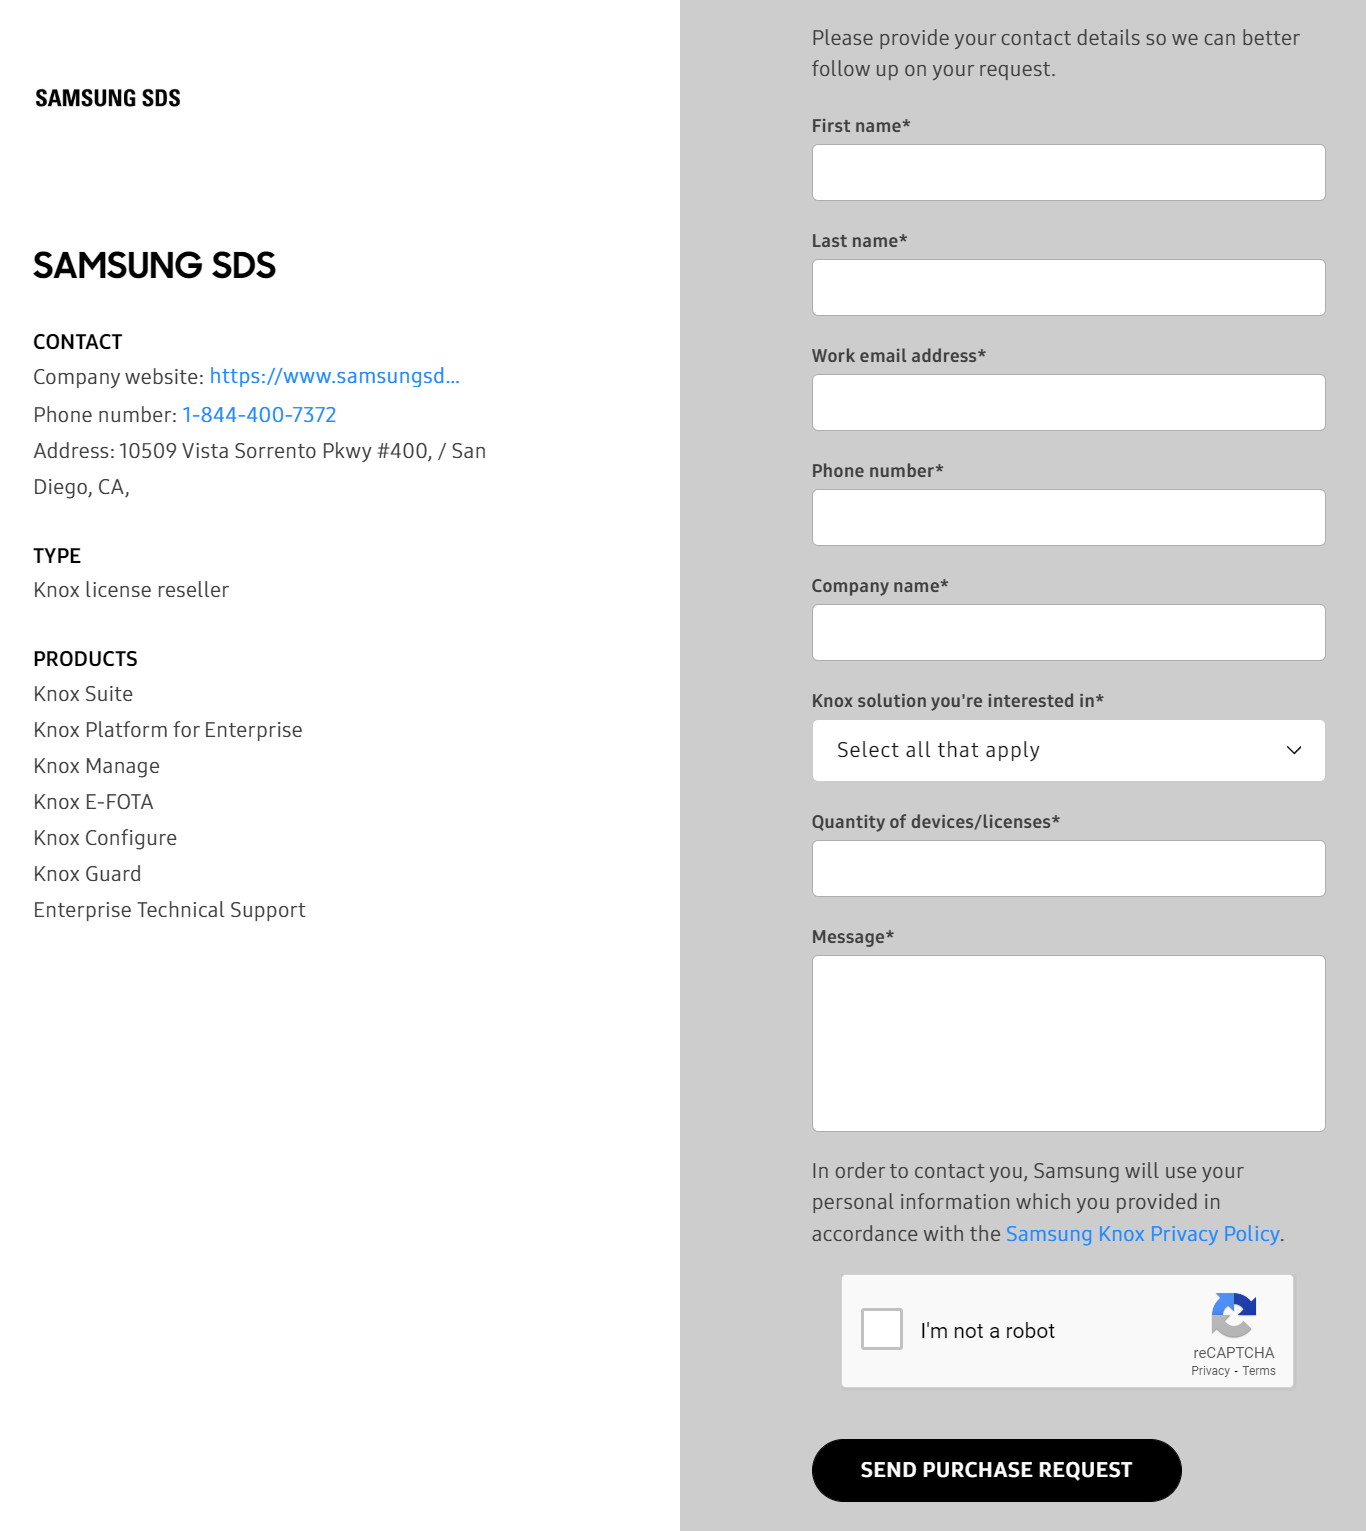 SAMSUNG SDS
SAMSUNG SDS
CONTACT
Company website: https://www.samsungsd...
Phone number: 1-844-400-7372
Address: 10509 Vista Sorrento Pkwy #400, / San
Diego, CA,
TYPE
Knox license reseller
PRODUCTS
Knox Suite
Knox Platform for Enterprise
Knox Manage
Knox E-FOTA
Knox Configure
Knox Guard
Enterprise Technical Support
Please provide your contact details so we can better
follow up on your request.
First name*
Last name*
Work email address*
Phone number*
Company name*
Knox solution you're interested in*
Select all that apply
Quantity of devices/licenses*
Message*
In order to contact you, Samsung will use your
personal information which you provided in
accordance with the Samsung Knox Privacy Policy.
I'm not a robot
reCAPTCHA
Privacy - Terms
SEND PURCHASE REQUEST